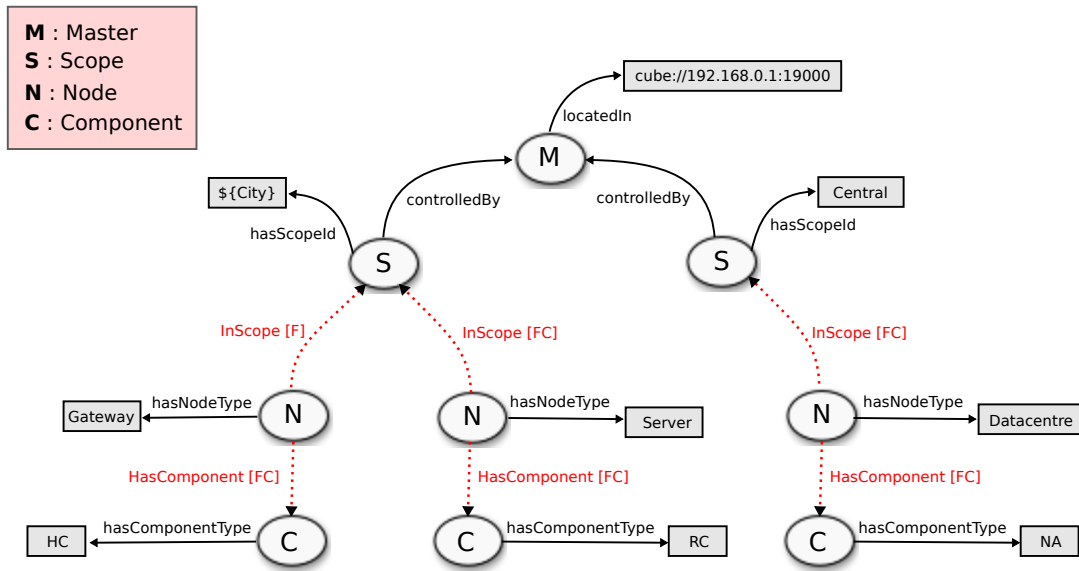 M : Master
S : Scope
N : Node
C : Component
cube://192.168.0.1:19000
locatedIn
M
${City}
controlledBy
controlledBy
Central
hasScopeId
hasScopeId
S
S
InScope [F]
InScope [FC]
InScope [FC]
Gateway
hasNodeType
N
N
hasNodeType
Server
N
hasNodeType
Datacentre
HasComponent [FC]
HasComponent [FC]
HasComponent [FC]
HC
hasComponentType
C
C
hasComponentType
RC
C
hasComponentType
NA